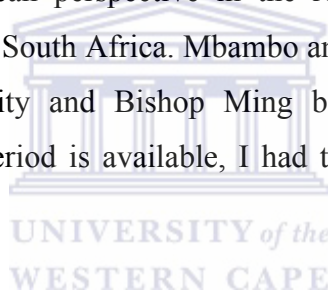 ean perspective in the
South Africa. Mbambo an
ity and Bishop Ming b
eriod is available, I had t
UNIVERSITY of the
WESTERN CAPE